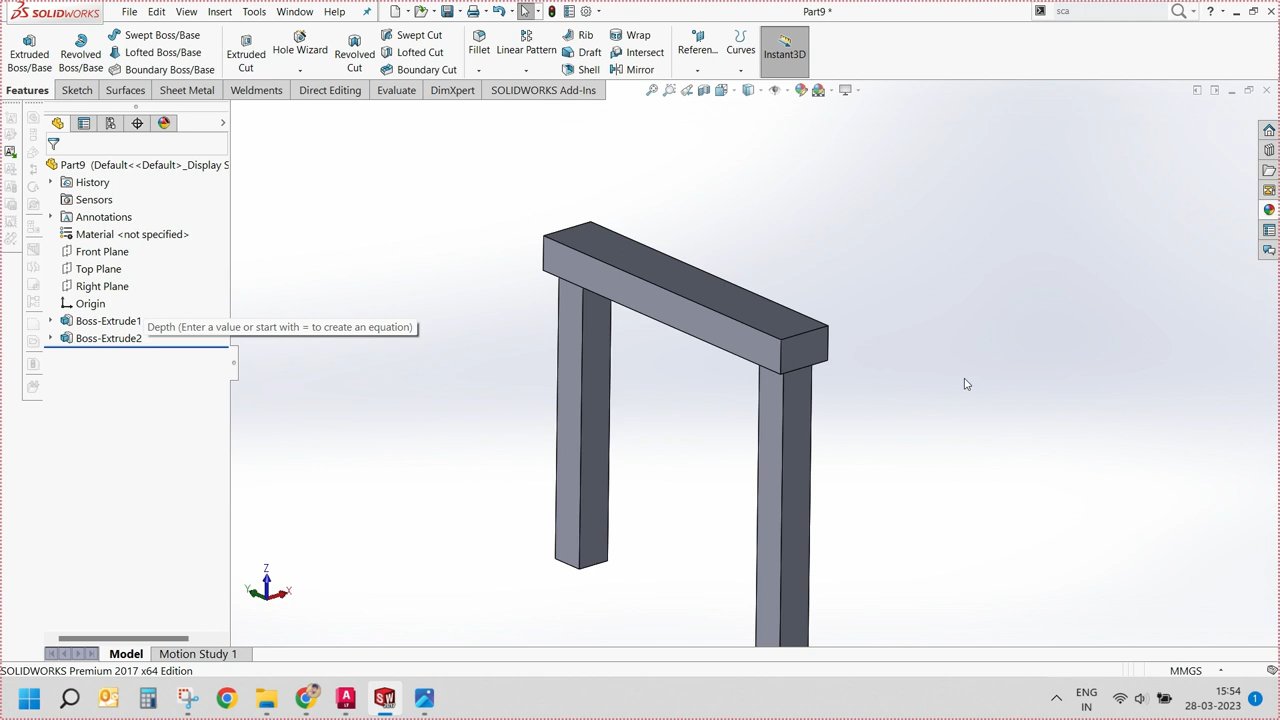 SOLIDWORKS
File Edit View Insert Tools Window Help
Part9 *
sca
Extruded Boss/Base
Revolved Boss/Base
Swept Boss/Base
Lofted Boss/Base
Boundary Boss/Base
Extruded Cut
Hole Wizard
Revolved Cut
Swept Cut
Lofted Cut
Boundary Cut
Fillet
Linear Pattern
Rib
Draft
Shell
Wrap
Intersect
Mirror
Referen...
Curves
Instant3D
Features Sketch Surfaces Sheet Metal Weldments Direct Editing Evaluate DimXpert SOLIDWORKS Add-Ins
Part9 (Default<<Default>_Display S
History
Sensors
Annotations
Material <not specified>
Front Plane
Top Plane
Right Plane
Origin
Boss-Extrude1
Depth (Enter a value or start with = to create an equation)
Boss-Extrude2
Z
Y
X
Model Motion Study 1
SOLIDWORKS Premium 2017 x64 Edition
MMGS
ENG
IN
15:54
28-03-2023
1